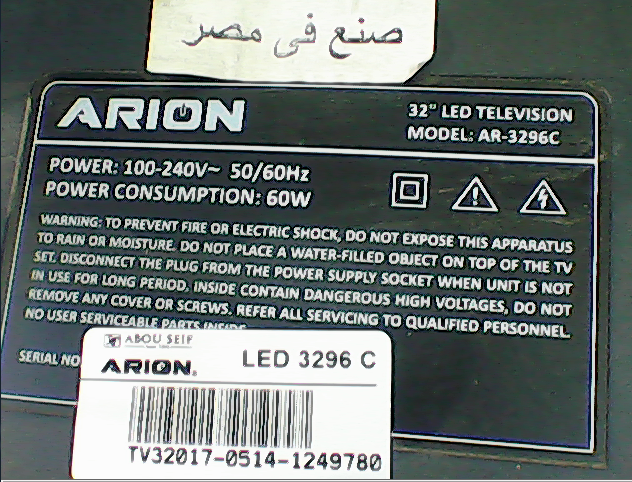 صنع فى مصر
ARION
32" LED TELEVISION
MODEL: AR-3296C
POWER: 100-240V~ 50/60Hz
POWER CONSUMPTION: 60W
WARNING: TO PREVENT FIRE OR ELECTRIC SHOCK, DO NOT EXPOSE THIS APPARATUS
TO RAIN OR MOISTURE. DO NOT PLACE A WATER-FILLED OBJECT ON TOP OF THE TV
SET. DISCONNECT THE PLUG FROM THE POWER SUPPLY SOCKET WHEN UNIT IS NOT
IN USE FOR LONG PERIOD. INSIDE CONTAIN DANGEROUS HIGH VOLTAGES, DO NOT
REMOVE ANY COVER OR SCREWS. REFER ALL SERVICING TO QUALIFIED PERSONNEL.
NO USER SERVICEABLE PARTS INSIDE
SERIAL NO
ABOU SEIF
ARION.
LED 3296 C
TV32017-0514-1249780